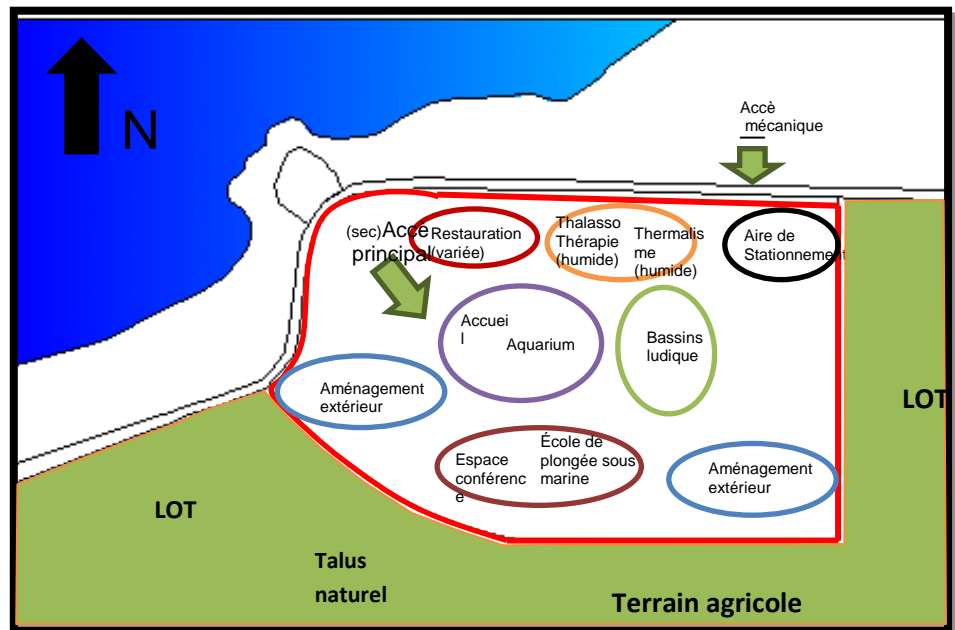 N
Accè
mécanique
(sec)Accé
principal
Restauration
(variée)
Thalasso
Thérapie
(humide)
Thermalis
me
(humide)
Aire de
Stationnement
Accuei
l
Aquarium
Bassins
ludique
Aménagement
extérieur
LOT
Espace
conférenc
e
École de
plongée sous
marine
Aménagement
extérieur
LOT
Talus
naturel
Terrain agricole